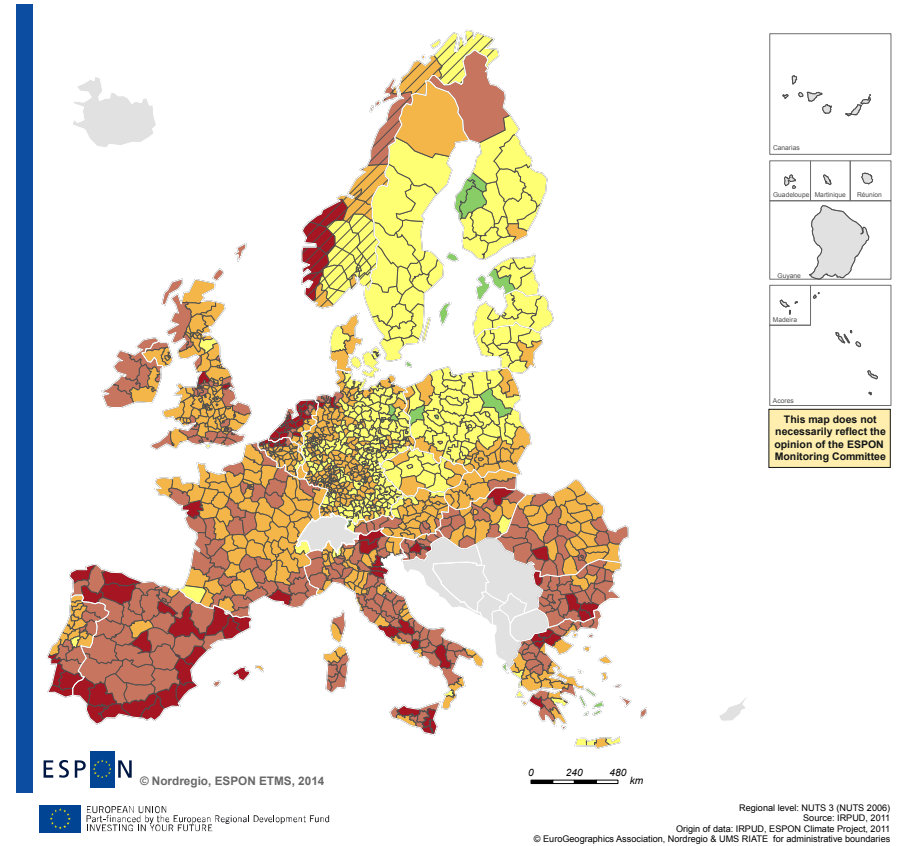 Canarias
Guadeloupe
Martinique
Réunion
Guyane
Madeira
Acores
This map does not
necessarily reflect the
opinion of the ESPON
Monitoring Committee
ESPON
© Nordregio, ESPON ETMS, 2014
0 240 480
km
EUROPEAN UNION
Part-financed by the European Regional Development Fund
INVESTING IN YOUR FUTURE
Regional level: NUTS 3 (NUTS 2006)
Source: IRPUD, 2011
Origin of data: IRPUD, ESPON Climate Project, 2011
© EuroGeographics Association, Nordregio & UMS RIATE for administrative boundaries